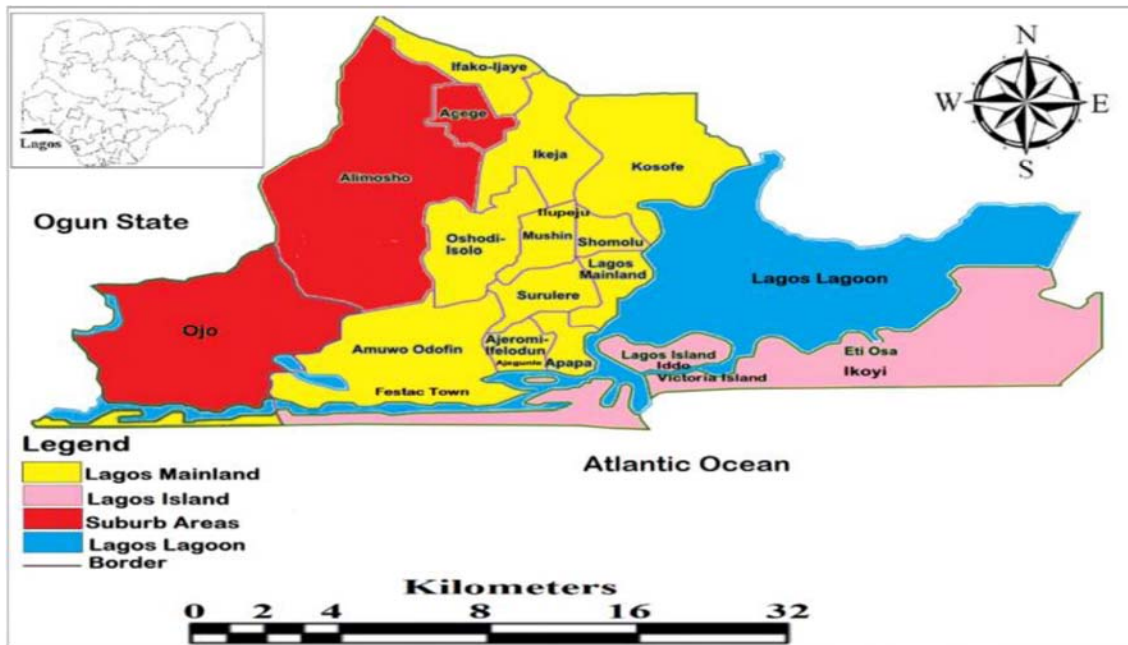 Lagos
N
W
E
S
Ogun State
Ifako-Ijaye
Açege
Ikeja
Kosofe
Alimosho
Ilupeju
Mushin
Oshodi-
Isolo
Shomolu
Lagos
Mainland
Lagos Lagoon
Surulere
Ojo
Amuwo Odofin
Ajeromi-
Ifelodun
Ajegunle
Apapa
Lagos Island
Iddo
Victoria Island
Eti Osa
Ikoyi
Festac Town
Atlantic Ocean
Legend
Lagos Mainland
Lagos Island
Suburb Areas
Lagos Lagoon
Border
Kilometers
0 2 4 8 16 32